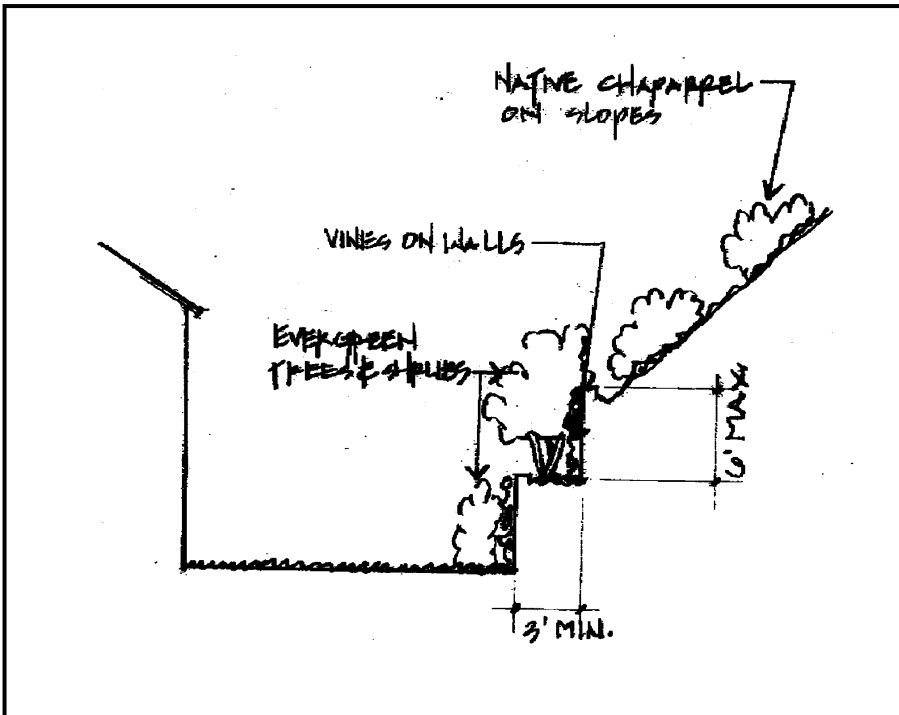 NATIVE CHAPARREL
ON SLOPES
VINES ON WALLS
EVERGREEN
TREES & SHRUBS
6' MAX.
3' MIN.